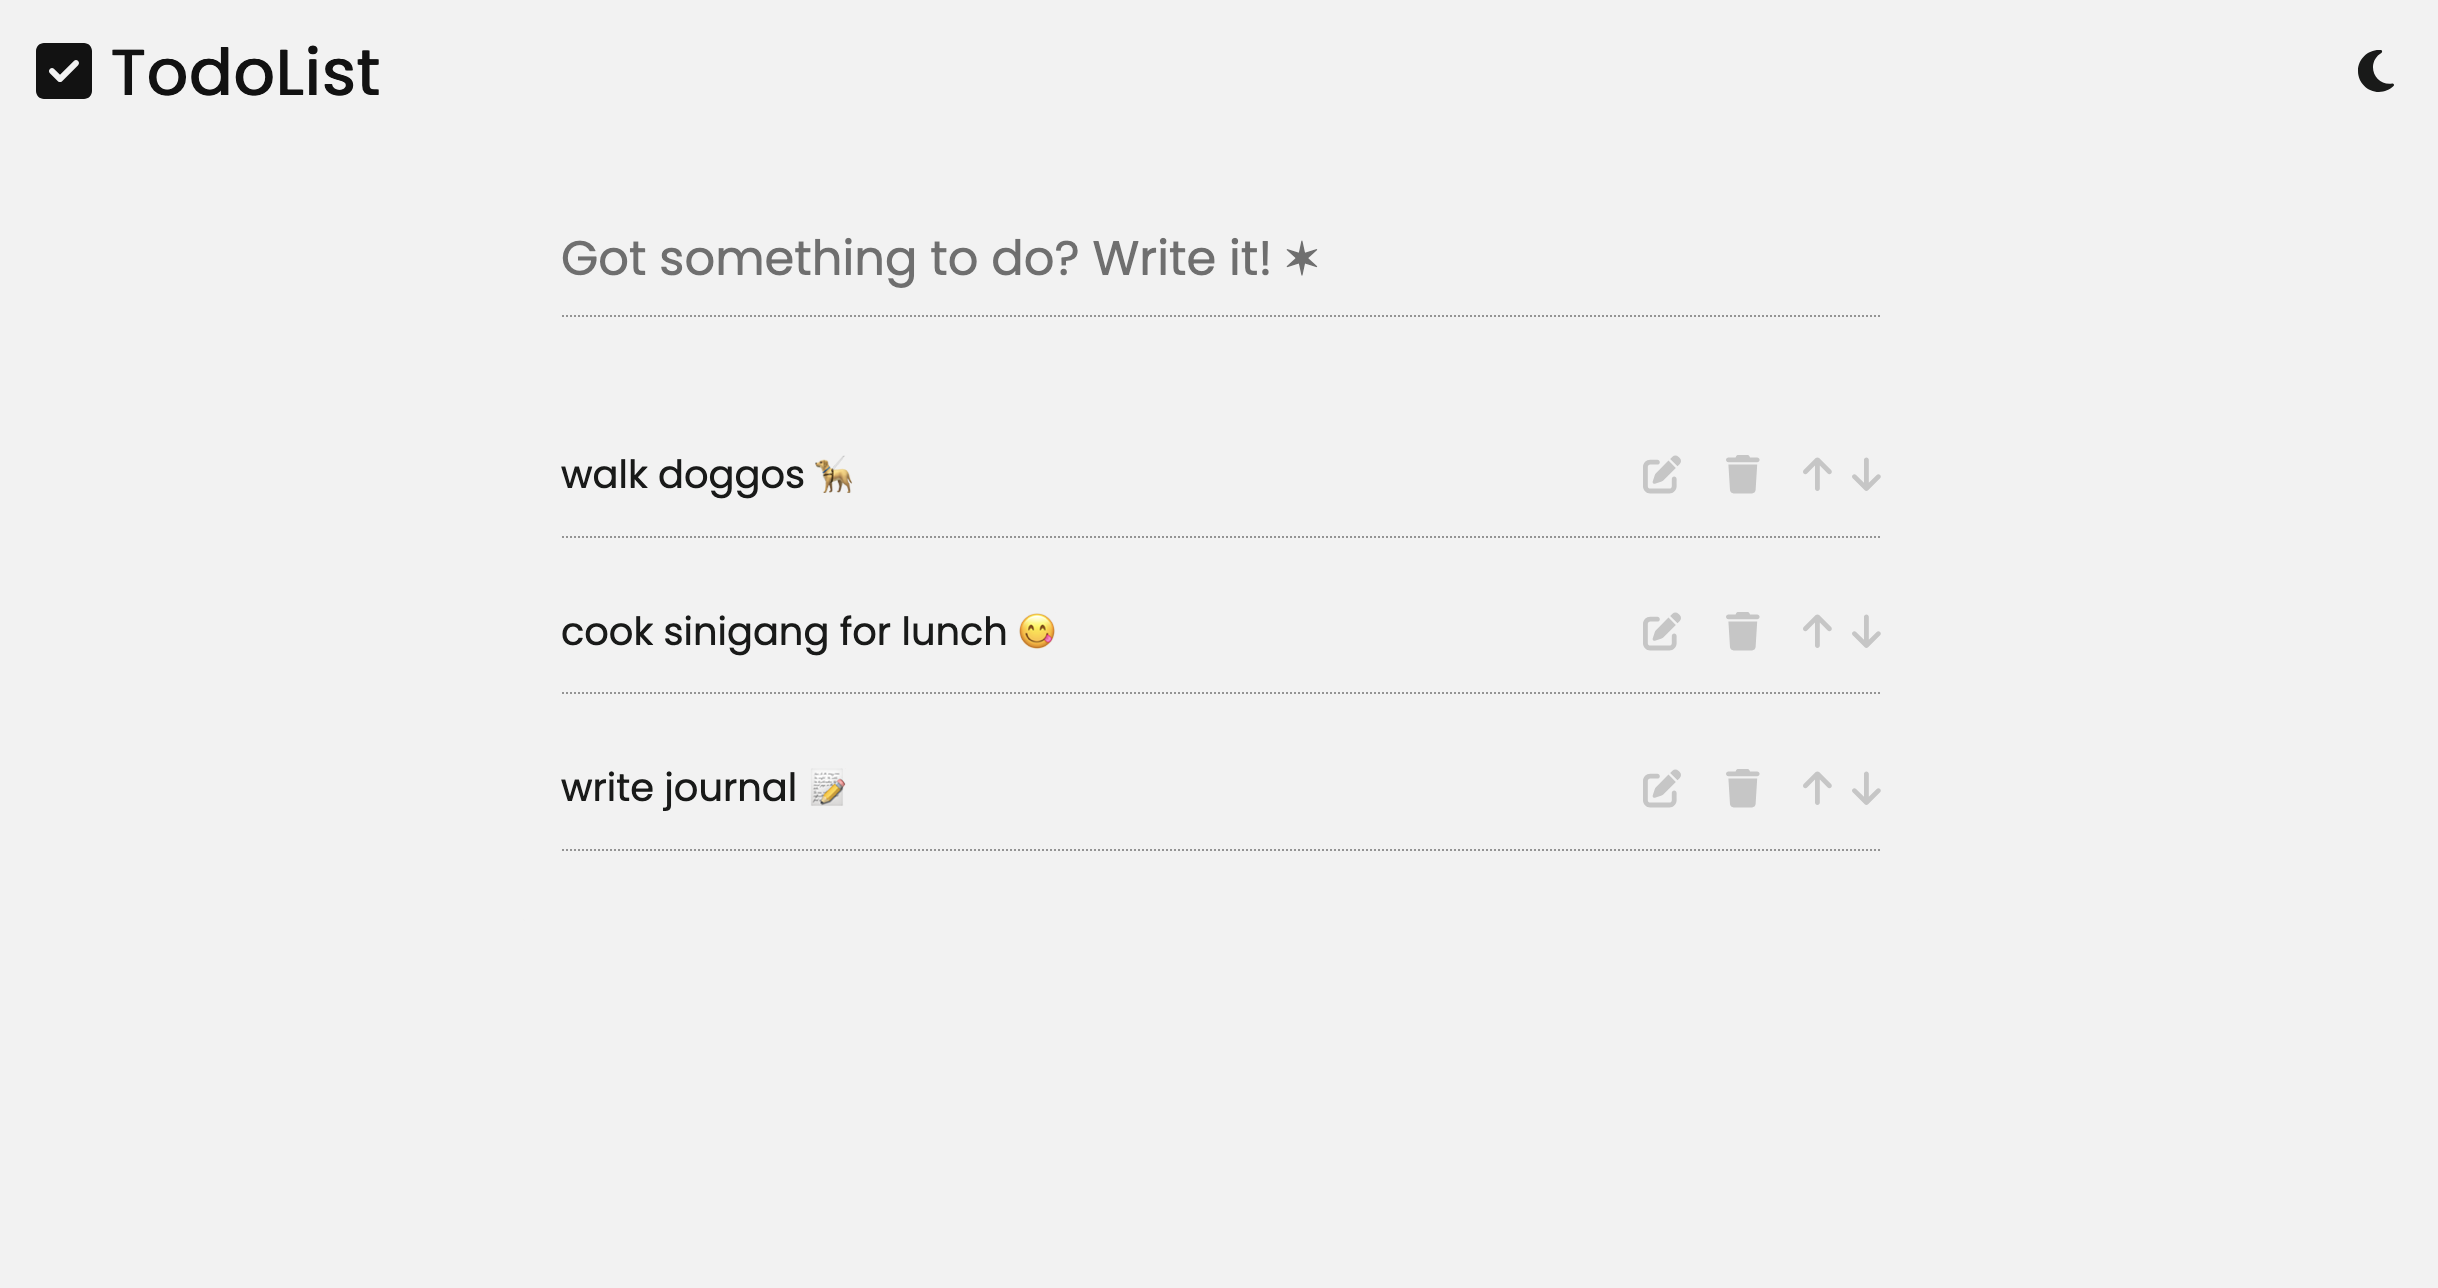 TodoList
Got something to do? Write it! ✶
walk doggos 🦮
cook sinigang for lunch 😋
write journal 📝